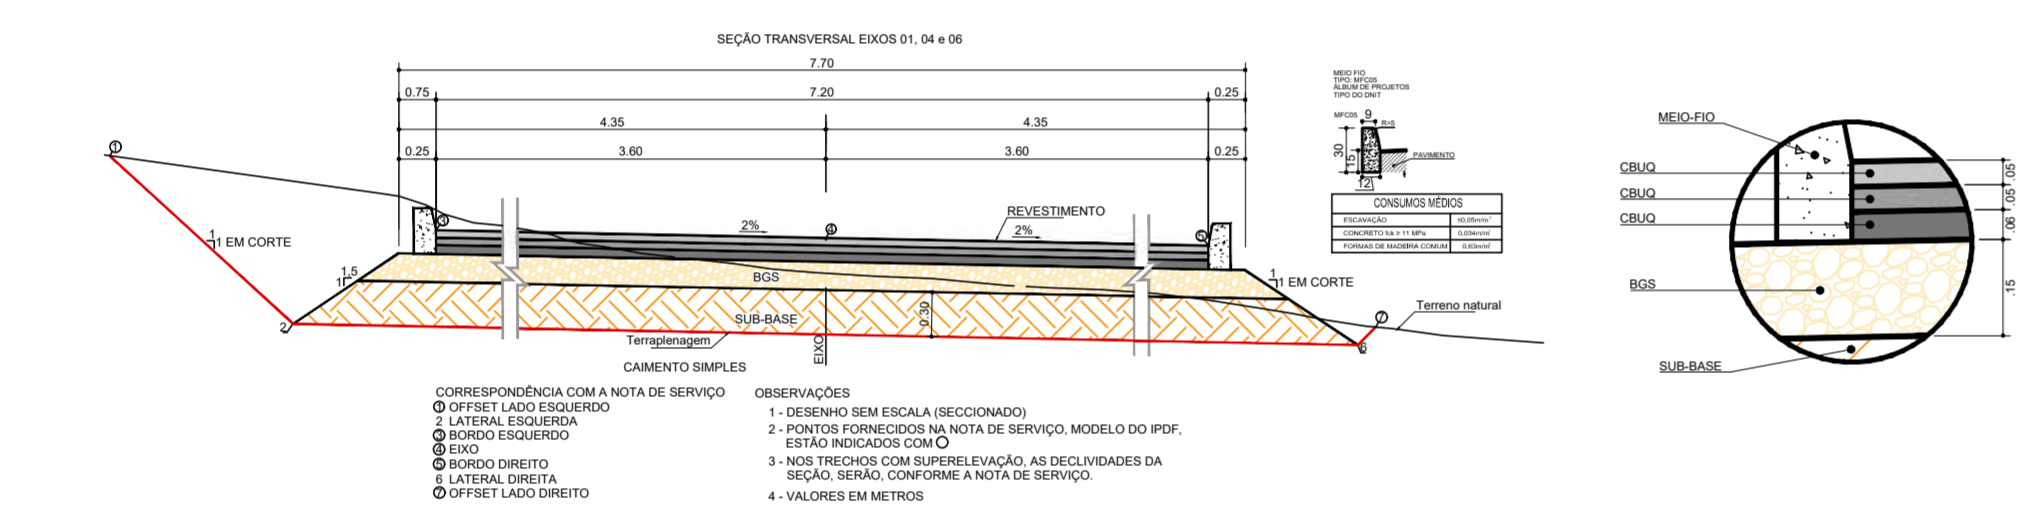 SEÇÃO TRANSVERSAL EIXOS 01, 04 e 06
7.70
0.75
7.20
0.25
4.35
4.35
0.25
3.60
3.60
0.25
1
1
1 EM CORTE
2
1.5
1
3
2%
4
REVESTIMENTO
2%
5
BGS
SUB-BASE
0.30
Terraplenagem
EIXO
1
1 EM CORTE
7
6
Terreno natural
CAIMENTO SIMPLES
MEIO FIO
TIPO: MFC05
ÁLBUM DE PROJETOS
TIPO DO DNIT
MFC05
9
R=5
30
15
PAVIMENTO
12
CONSUMOS MÉDIOS
ESCAVAÇÃO
CONCRETO fck ≥ 11 MPa
FORMAS DE MADEIRA COMUM
CORRESPONDÊNCIA COM A NOTA DE SERVIÇO
1 OFFSET LADO ESQUERDO
2 LATERAL ESQUERDA
3 BORDO ESQUERDO
4 EIXO
5 BORDO DIREITO
6 LATERAL DIREITA
7 OFFSET LADO DIREITO
OBSERVAÇÕES
1 - DESENHO SEM ESCALA (SECCIONADO)
2 - PONTOS FORNECIDOS NA NOTA DE SERVIÇO, MODELO DO IPDF,
ESTÃO INDICADOS COM
3 - NOS TRECHOS COM SUPERELEVAÇÃO, AS DECLIVIDADES DA
SEÇÃO, SERÃO, CONFORME A NOTA DE SERVIÇO.
4 - VALORES EM METROS
MEIO-FIO
CBUQ
CBUQ
CBUQ
BGS
SUB-BASE
.05
.05
.06
.15